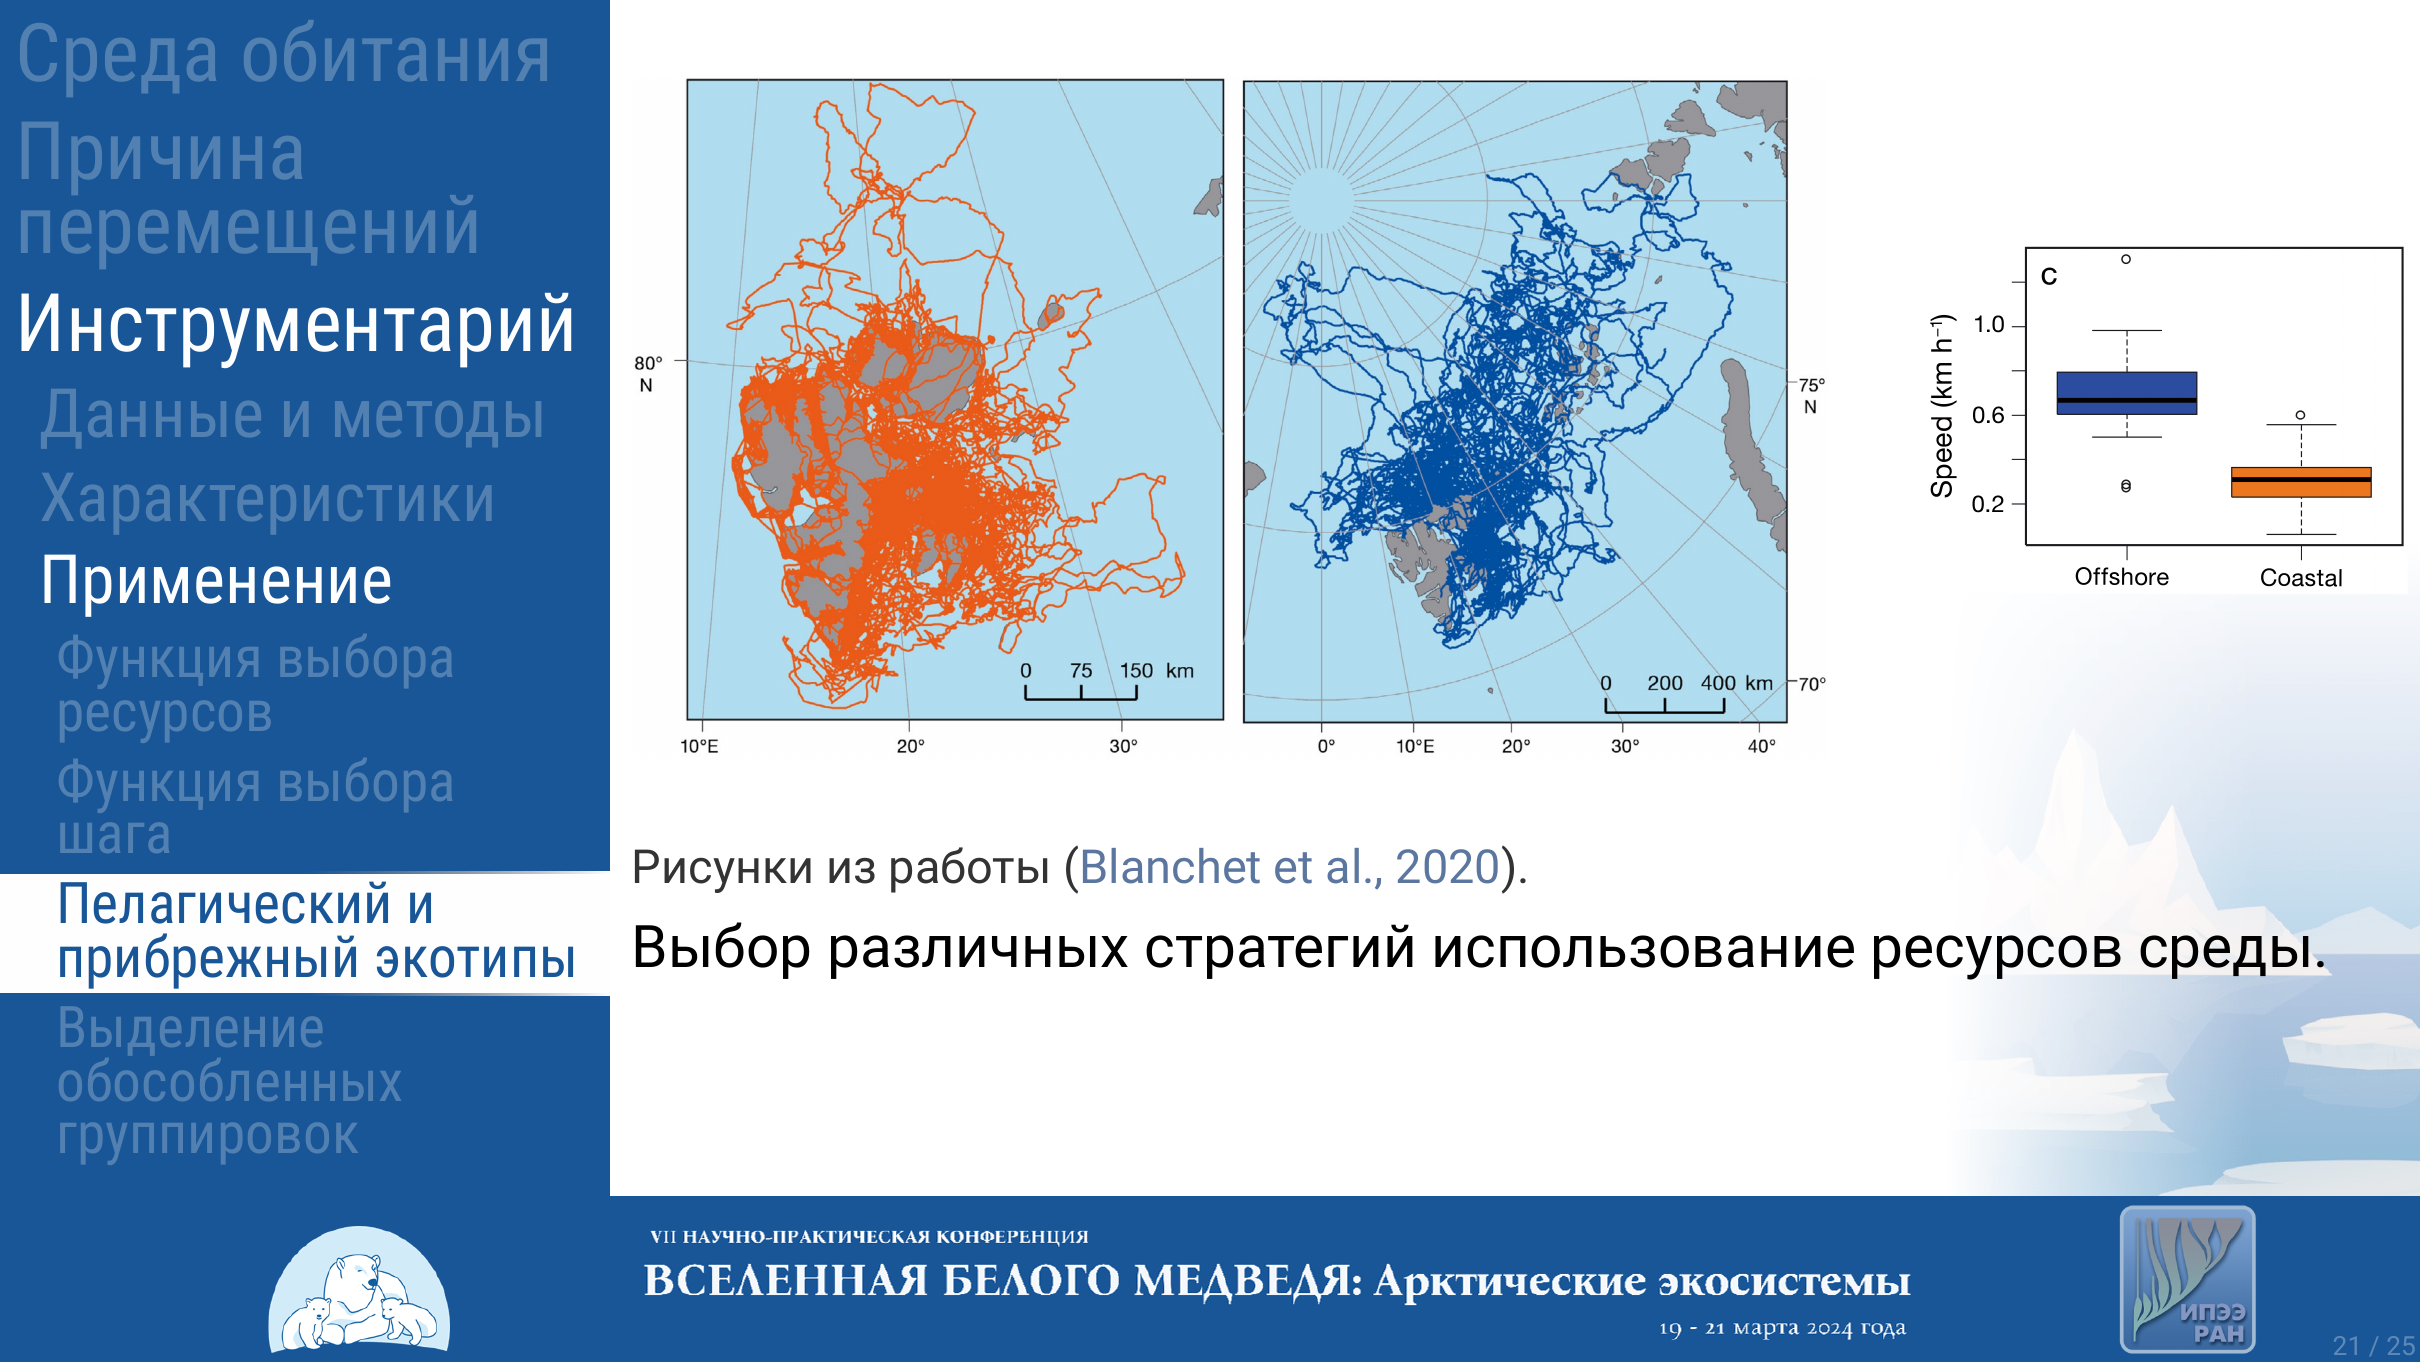 Среда обитания
Причина
перемещений
Инструментарий
Данные и методы
Характеристики
Применение
Функция выбора
ресурсов
Функция выбора
шага
Пелагический и
прибрежный экотипы
Выделение
обособленных
группировок
80°
N
0 75 150 km
10°E 20° 30°
75°
N
70°
0 200 400 km
0° 10°E 20° 30° 40°
c
Speed (km h⁻¹)
1.0
0.6
0.2
Offshore Coastal
Рисунки из работы (Blanchet et al., 2020).
Выбор различных стратегий использование ресурсов среды.
VII НАУЧНО-ПРАКТИЧЕСКАЯ КОНФЕРЕНЦИЯ
ВСЕЛЕННАЯ БЕЛОГО МЕДВЕДЯ: Арктические экосистемы
19 - 21 марта 2024 года
ИПЭЭ
РАН
21 / 25